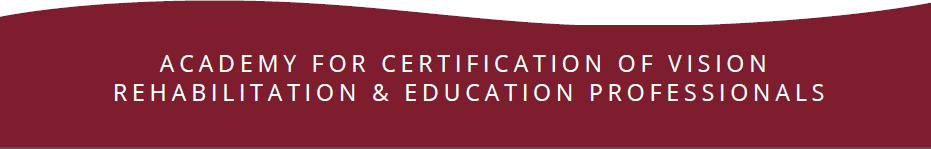 ACADEMY FOR CERTIFICATION OF VISION
REHABILITATION & EDUCATION PROFESSIONALS